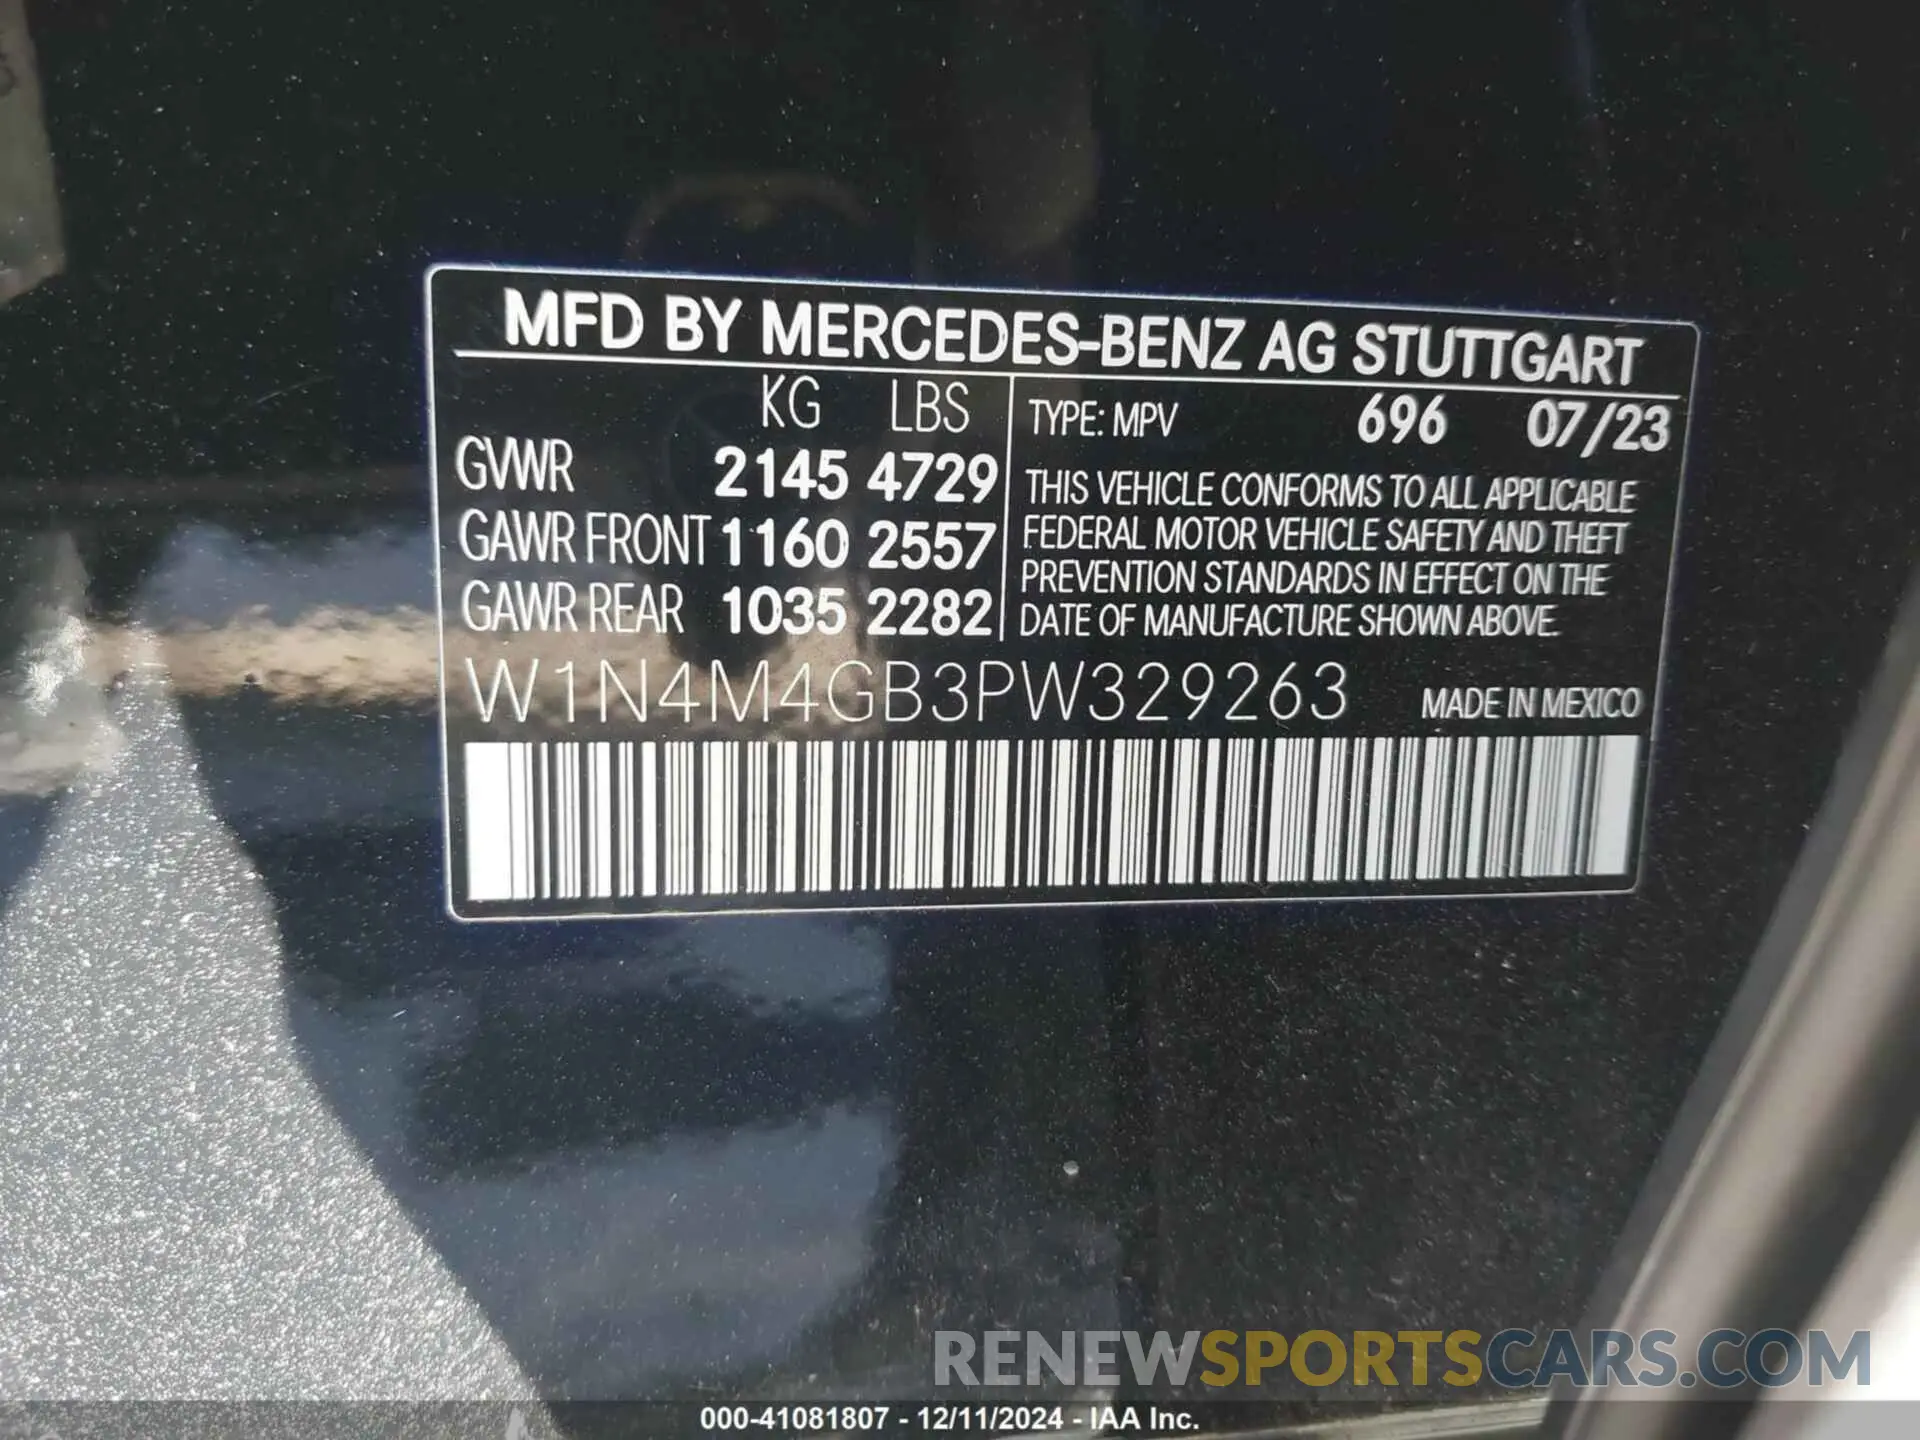 MFD BY MERCEDES-BENZ AG STUTTGART
KG LBS
GVWR 2145 4729
GAWR FRONT 1160 2557
GAWR REAR 1035 2282
TYPE: MPV 696 07/23
THIS VEHICLE CONFORMS TO ALL APPLICABLE
FEDERAL MOTOR VEHICLE SAFETY AND THEFT
PREVENTION STANDARDS IN EFFECT ON THE
DATE OF MANUFACTURE SHOWN ABOVE.
W1N4M4GB3PW329263 MADE IN MEXICO
RENEWSPORTSCARS.COM
000-41081807 - 12/11/2024 - IAA Inc.